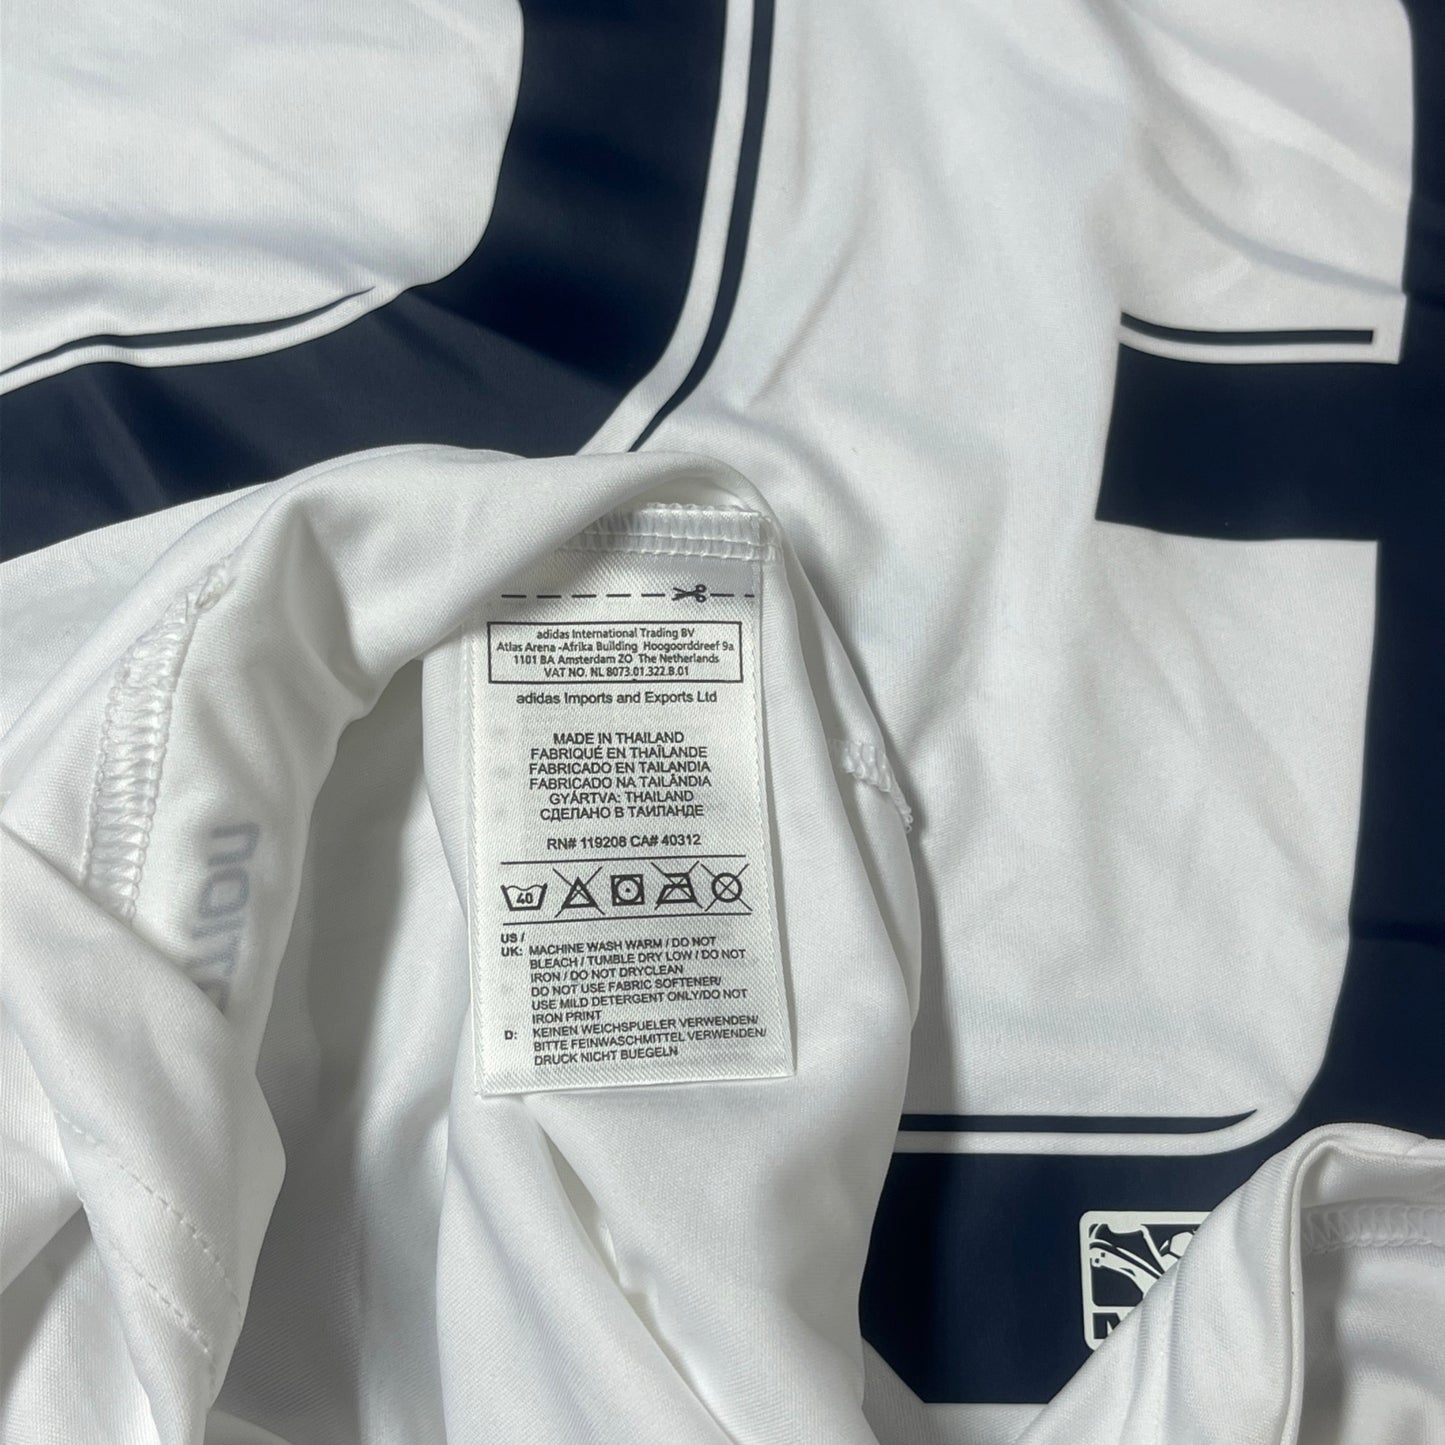 adidas International Trading BV
Atlas Arena -Afrika Building Hoogoorddreef 9a
1101 BA Amsterdam ZO The Netherlands
VAT NO. NL 8073.01.322.B.01
adidas Imports and Exports Ltd
MADE IN THAILAND
FABRIQUÉ EN THAÏLANDE
FABRICADO EN TAILANDIA
FABRICADO NA TAILÂNDIA
GYÁRTVA: THAILAND
СДЕЛАНО В ТАИЛАНДЕ
RN# 119208 CA# 40312
40
US /
UK: MACHINE WASH WARM / DO NOT
BLEACH / TUMBLE DRY LOW / DO NOT
IRON / DO NOT DRYCLEAN
DO NOT USE FABRIC SOFTENER/
USE MILD DETERGENT ONLY/DO NOT
IRON PRINT
D: KEINEN WEICHSPUELER VERWENDEN/
BITTE FEINWASCHMITTEL VERWENDEN/
DRUCK NICHT BUEGELN